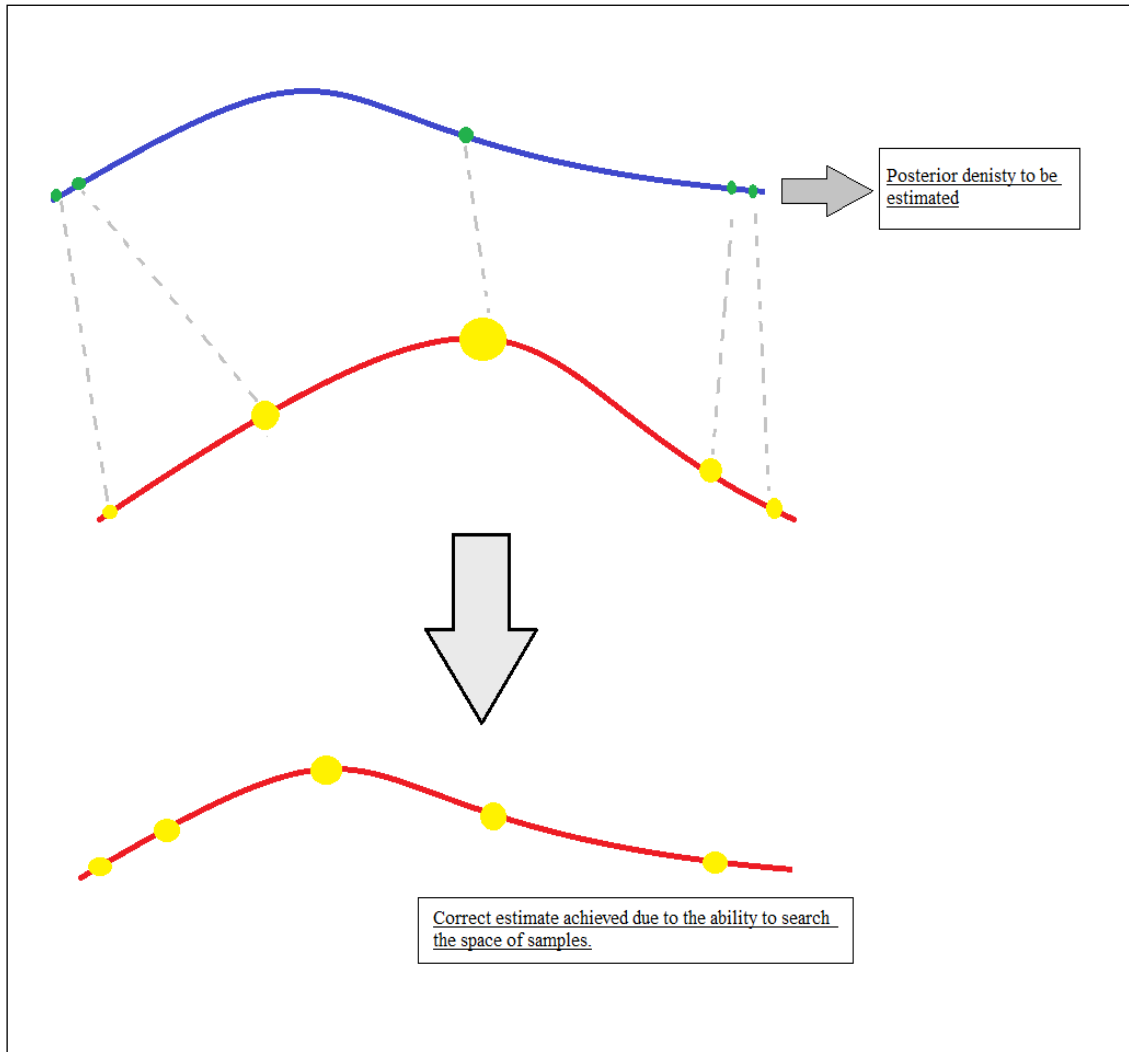 Posterior denisty to be
estimated
Correct estimate achieved due to the ability to search
the space of samples.